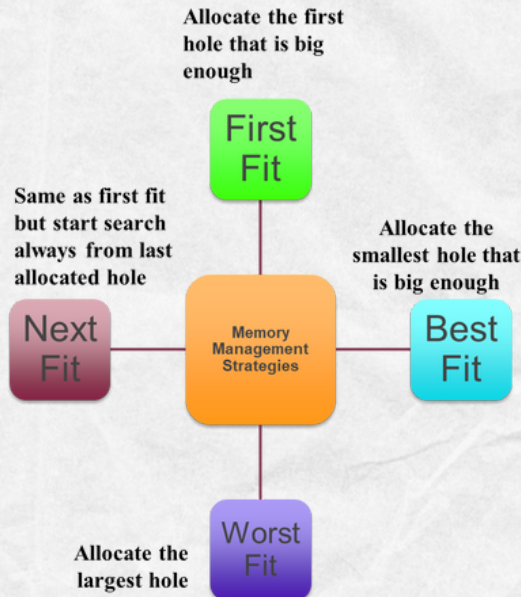 Allocate the first
hole that is big
enough
First
Fit
Same as first fit
but start search
always from last
allocated hole
Next
Fit
Memory
Management
Strategies
Allocate the
smallest hole that
is big enough
Best
Fit
Worst
Fit
Allocate the
largest hole